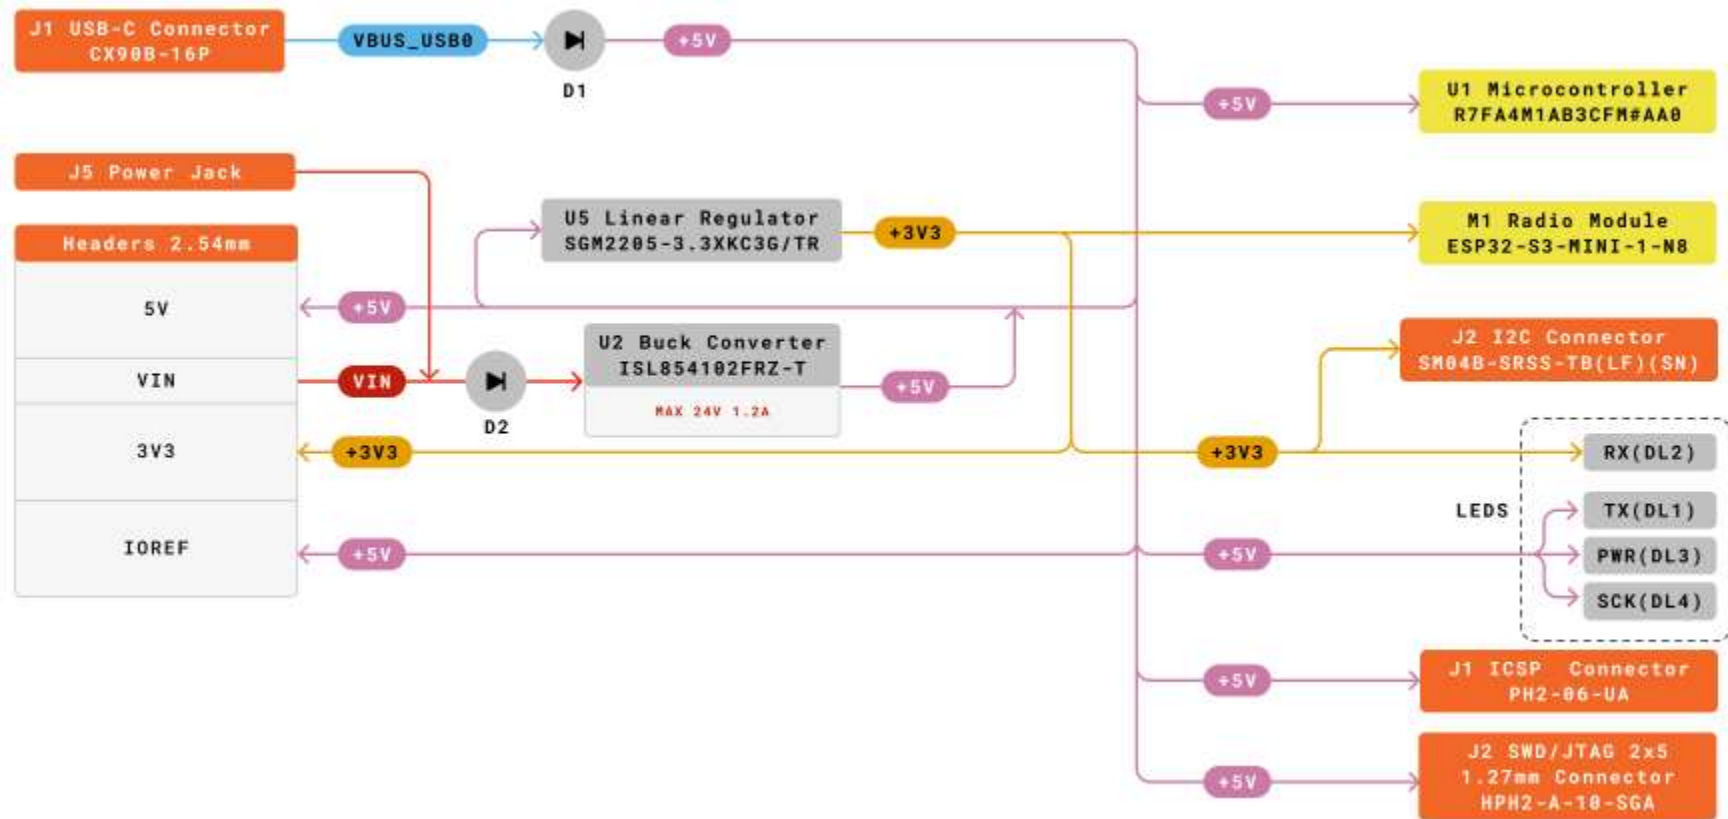 J1 USB-C Connector
CX90B-16P
VBUS_USB0
D1
+5V
+5V
U1 Microcontroller
R7FA4M1AB3CFM#AA0
J5 Power Jack
Headers 2.54mm
U5 Linear Regulator
SGM2205-3.3XKC3G/TR
+3V3
M1 Radio Module
ESP32-S3-MINI-1-N8
5V
+5V
U2 Buck Converter
ISL854102FRZ-T
MAX 24V 1.2A
+5V
J2 I2C Connector
SM04B-SRSS-TB(LF)(SN)
VIN
VIN
D2
3V3
+3V3
+3V3
RX(DL2)
LEDS
TX(DL1)
IOREF
+5V
+5V
PWR(DL3)
SCK(DL4)
+5V
J1 ICSP Connector
PH2-06-UA
+5V
J2 SWD/JTAG 2x5
1.27mm Connector
HPH2-A-10-SGA